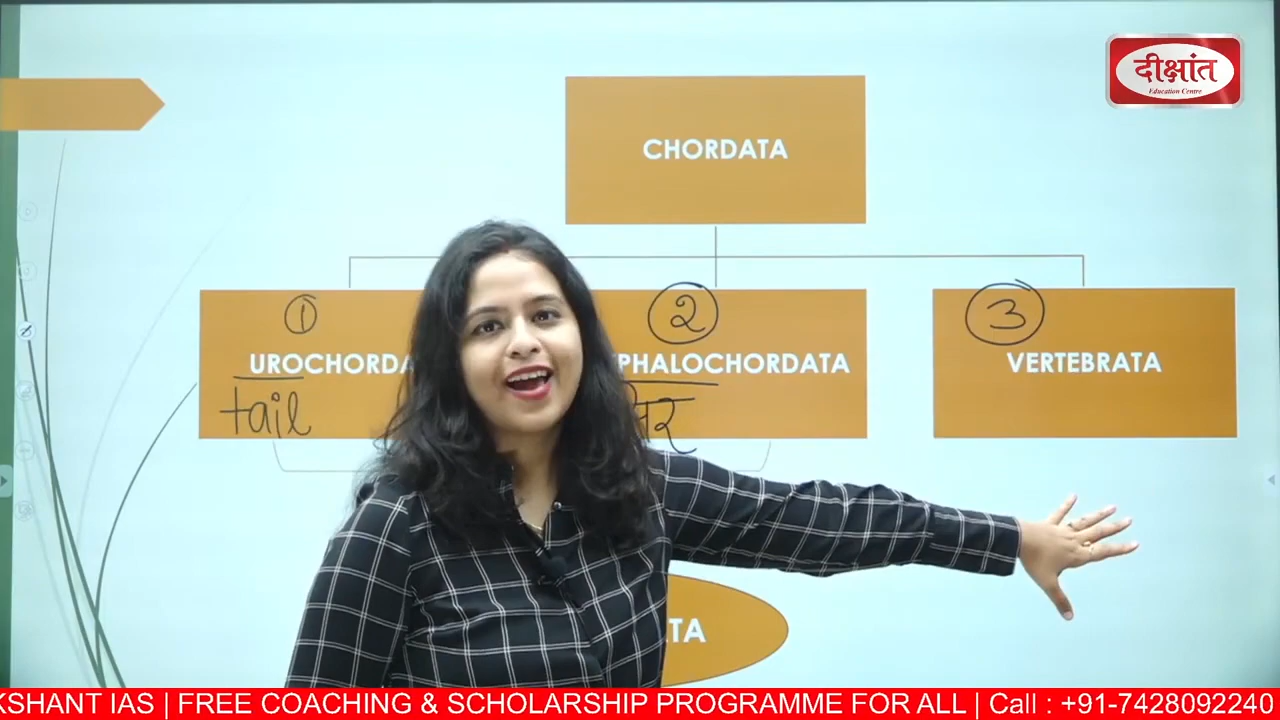 दीक्षांत
Education Centre
CHORDATA
1
UROCHORDA
tail
2
PHALOCHORDATA
3
VERTEBRATA
TA
KSHANT IAS | FREE COACHING & SCHOLARSHIP PROGRAMME FOR ALL | Call : +91-7428092240